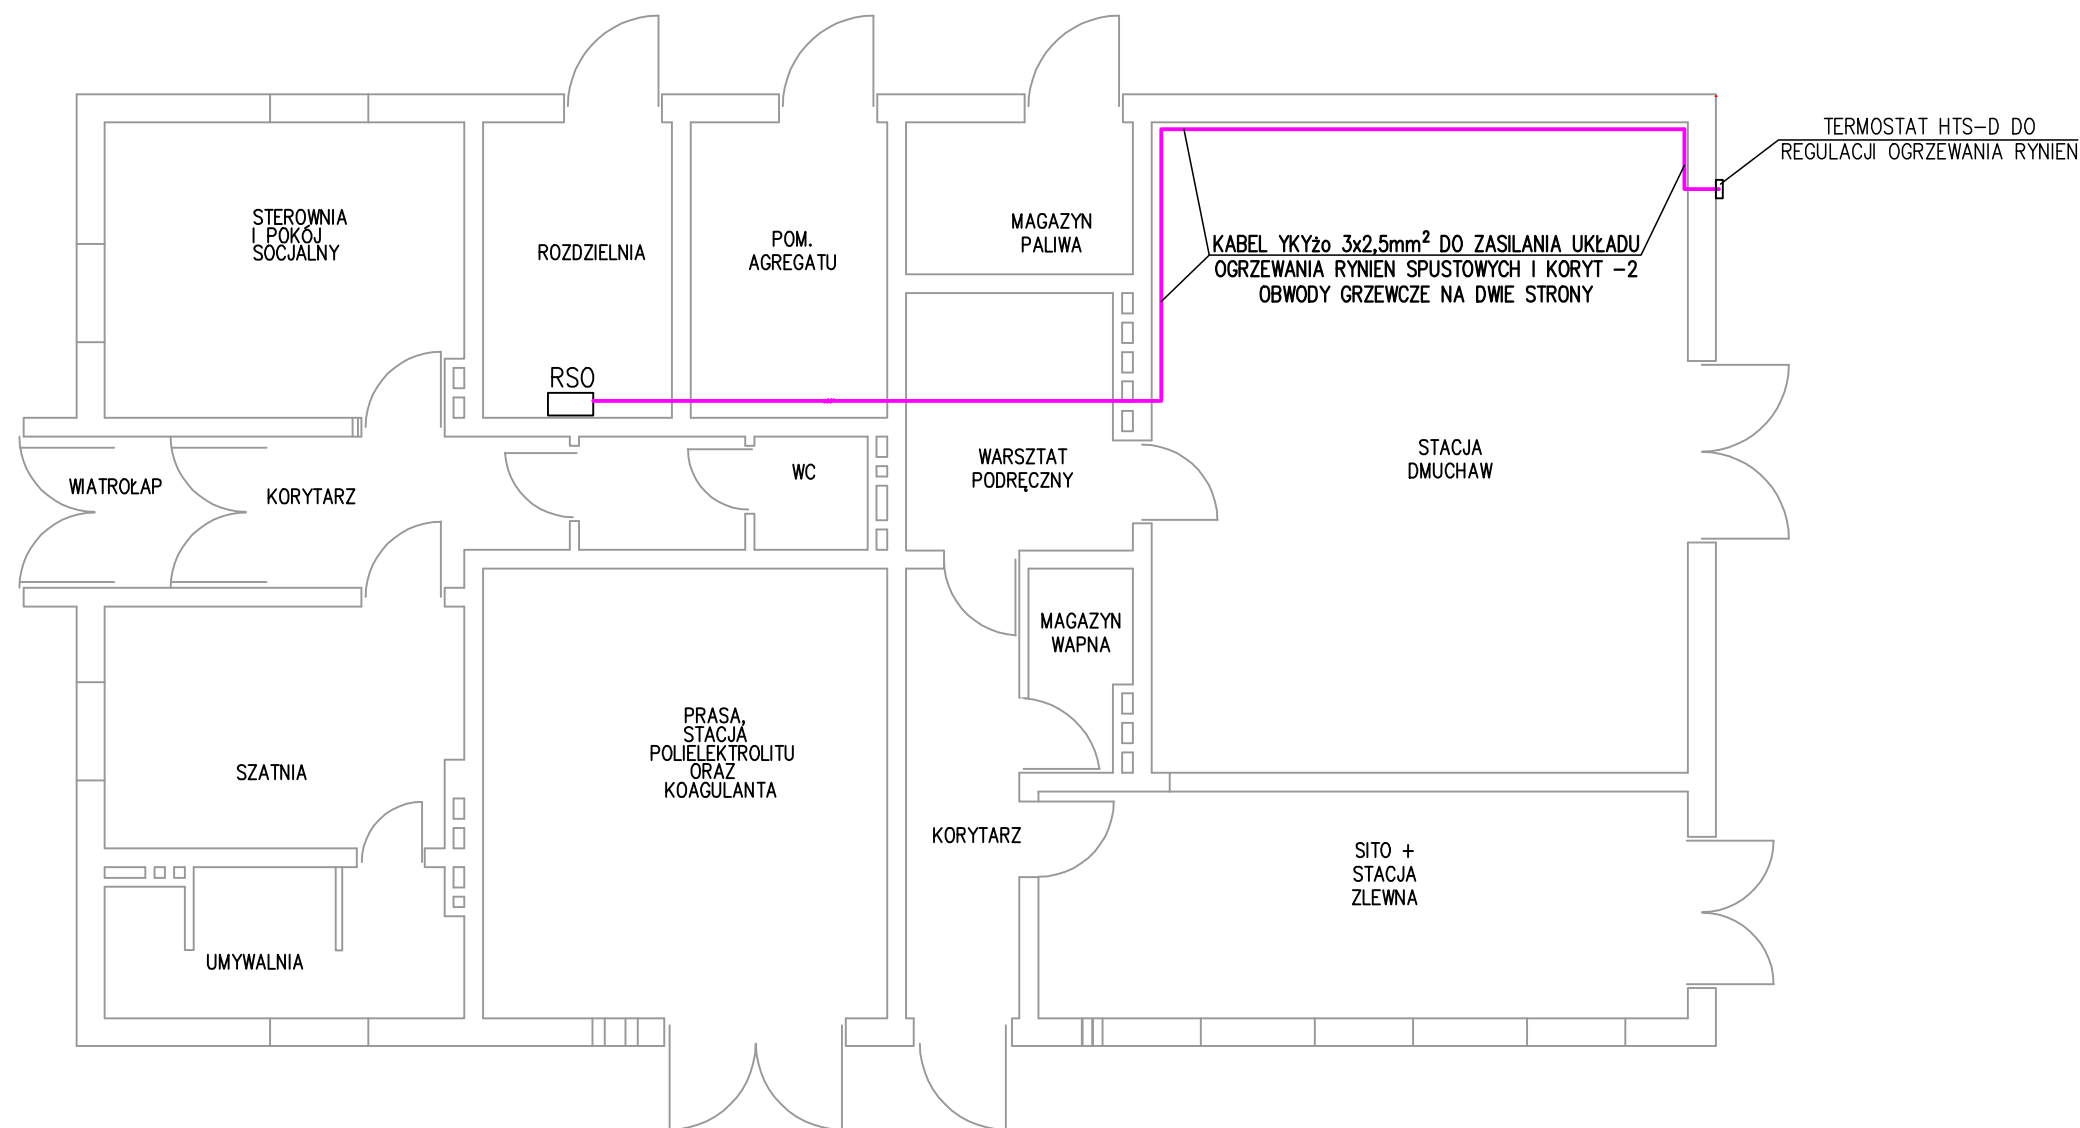 TERMOSTAT HTS-D DO
REGULACJI OGRZEWANIA RYNIEN
STEROWNIA
I POKÓJ
SOCJALNY
ROZDZIELNIA
POM.
AGREGATU
MAGAZYN
PALIWA
KABEL YKYżo 3x2,5mm² DO ZASILANIA UKŁADU
OGRZEWANIA RYNIEN SPUSTOWYCH I KORYT -2
OBWODY GRZEWCZE NA DWIE STRONY
RSO
WIATROŁAP
KORYTARZ
WC
WARSZTAT
PODRĘCZNY
STACJA
DMUCHAW
MAGAZYN
WAPNA
SZATNIA
PRASA,
STACJA
POLIELEKTROLITU
ORAZ
KOAGULANTA
KORYTARZ
SITO +
STACJA
ZLEWNA
UMYWALNIA